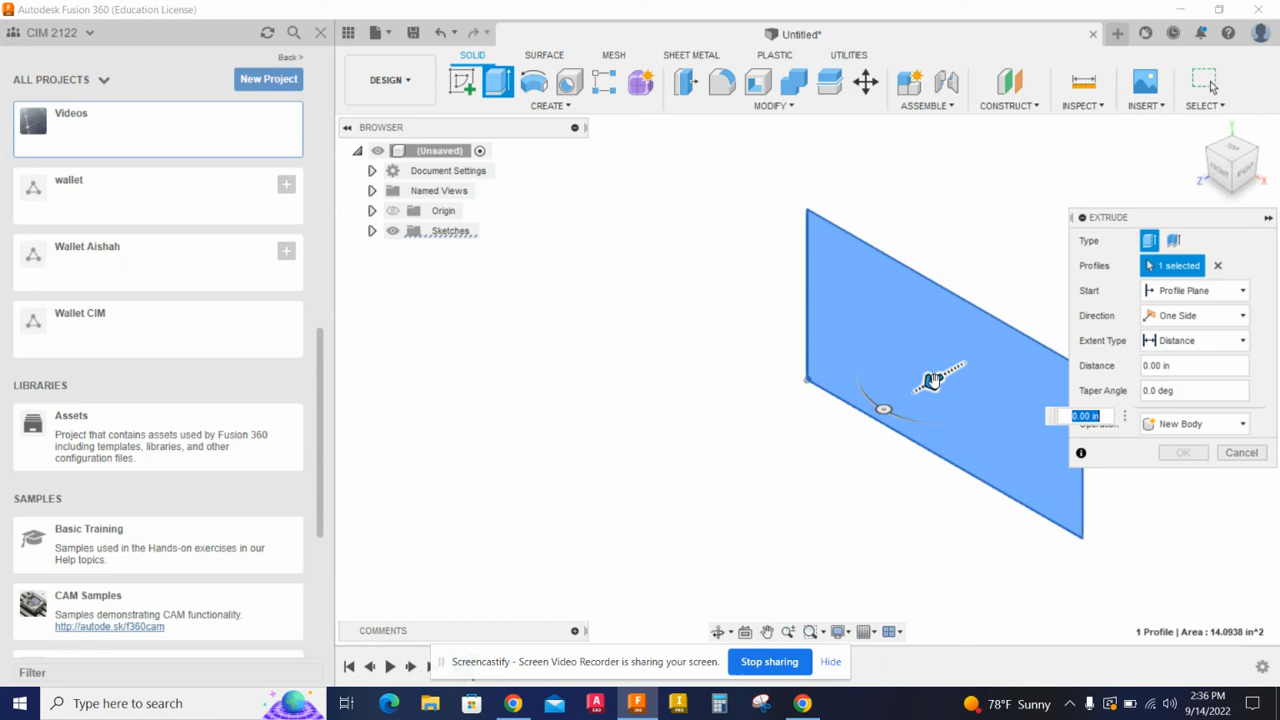 Autodesk Fusion 360 (Education License)
CIM 2122
Untitled*
Back >
ALL PROJECTS
New Project
Videos
wallet
Wallet Aishah
Wallet CIM
LIBRARIES
Assets
Project that contains assets used by Fusion 360 including templates, libraries, and other configuration files.
SAMPLES
Basic Training
Samples used in the Hands-on exercises in our Help topics.
CAM Samples
Samples demonstrating CAM functionality.
http://autode.sk/f360cam
Filter
DESIGN
SOLID
SURFACE
MESH
SHEET METAL
PLASTIC
UTILITIES
CREATE
MODIFY
ASSEMBLE
CONSTRUCT
INSPECT
INSERT
SELECT
BROWSER
(Unsaved)
Document Settings
Named Views
Origin
Sketches
Y
TOP
FRONT
RIGHT
Z
X
EXTRUDE
Type
Profiles
1 selected
Start
Profile Plane
Direction
One Side
Extent Type
Distance
Distance
0.00 in
Taper Angle
0.0 deg
0.00 in
Operation
New Body
OK
Cancel
COMMENTS
1 Profile | Area : 14.0938 in^2
Screencastify - Screen Video Recorder is sharing your screen.
Stop sharing
Hide
Type here to search
78°F Sunny
2:36 PM
9/14/2022